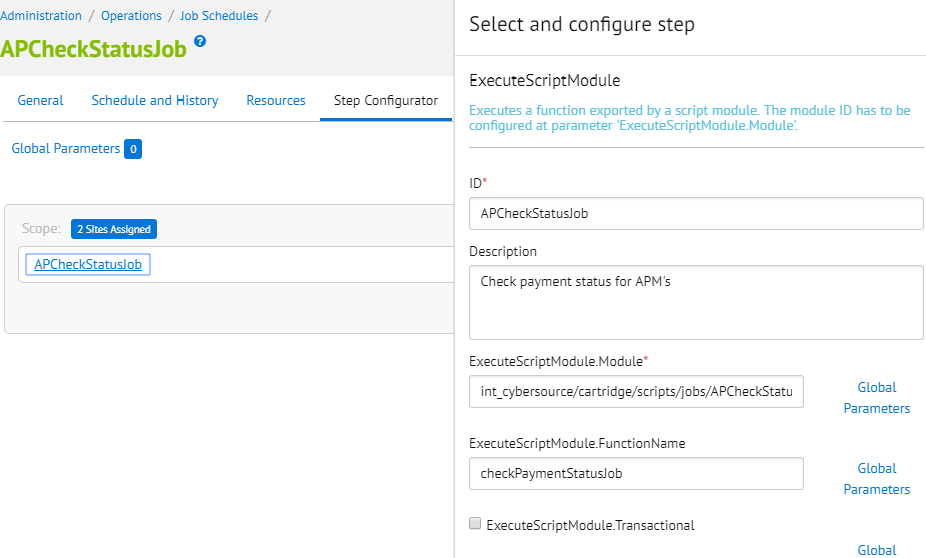 Administration / Operations / Job Schedules /
APCheckStatusJob ?
General Schedule and History Resources Step Configurator
Global Parameters 0
Scope: 2 Sites Assigned
APCheckStatusJob
Select and configure step
ExecuteScriptModule
Executes a function exported by a script module. The module ID has to be
configured at parameter 'ExecuteScriptModule.Module'.
ID*
APCheckStatusJob
Description
Check payment status for APM's
ExecuteScriptModule.Module*
int_cybersource/cartridge/scripts/jobs/APCheckStatu
Global
Parameters
ExecuteScriptModule.FunctionName
checkPaymentStatusJob
Global
Parameters
ExecuteScriptModule.Transactional
Global